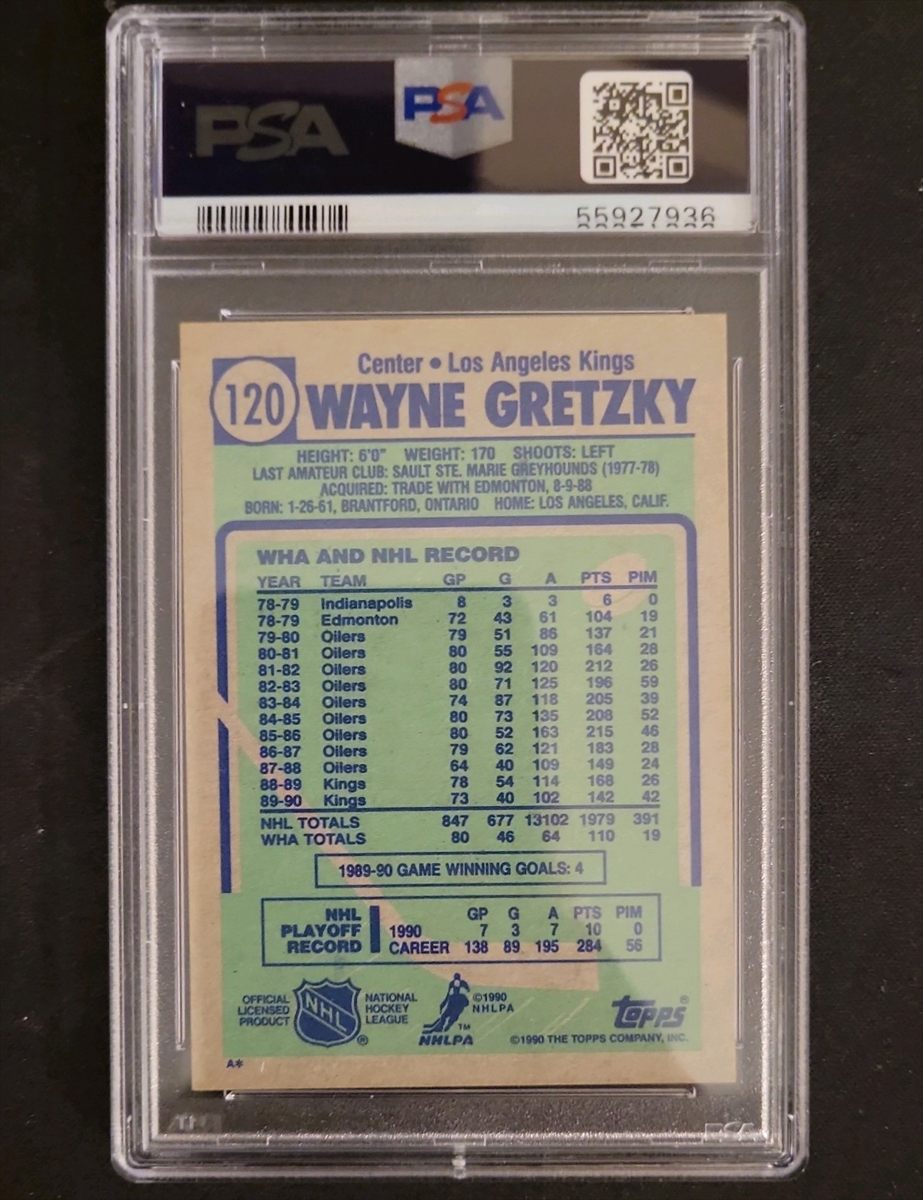 PSA PSA
55927936
120
Center • Los Angeles Kings
WAYNE GRETZKY
HEIGHT: 6'0" WEIGHT: 170 SHOOTS: LEFT
LAST AMATEUR CLUB: SAULT STE. MARIE GREYHOUNDS (1977-78)
ACQUIRED: TRADE WITH EDMONTON, 8-9-88
BORN: 1-26-61, BRANTFORD, ONTARIO HOME: LOS ANGELES, CALIF.
WHA AND NHL RECORD
YEAR TEAM GP G A PTS PIM
78-79 Indianapolis 8 3 3 6 0
78-79 Edmonton 72 43 61 104 19
79-80 Oilers 79 51 86 137 21
80-81 Oilers 80 55 109 164 28
81-82 Oilers 80 92 120 212 26
82-83 Oilers 80 71 125 196 59
83-84 Oilers 74 87 118 205 39
84-85 Oilers 80 73 135 208 52
85-86 Oilers 80 52 163 215 46
86-87 Oilers 79 62 121 183 28
87-88 Oilers 64 40 109 149 24
88-89 Kings 78 54 114 168 26
89-90 Kings 73 40 102 142 42
NHL TOTALS 847 677 13102 1979 391
WHA TOTALS 80 46 64 110 19
1989-90 GAME WINNING GOALS: 4
NHL PLAYOFF RECORD
GP G A PTS PIM
1990 7 3 7 10 0
CAREER 138 89 195 284 56
OFFICIAL LICENSED PRODUCT
NHL ®
NATIONAL HOCKEY LEAGUE
©1990 NHLPA
TM
NHLPA
Topps®
©1990 THE TOPPS COMPANY, INC.
A*
PSA